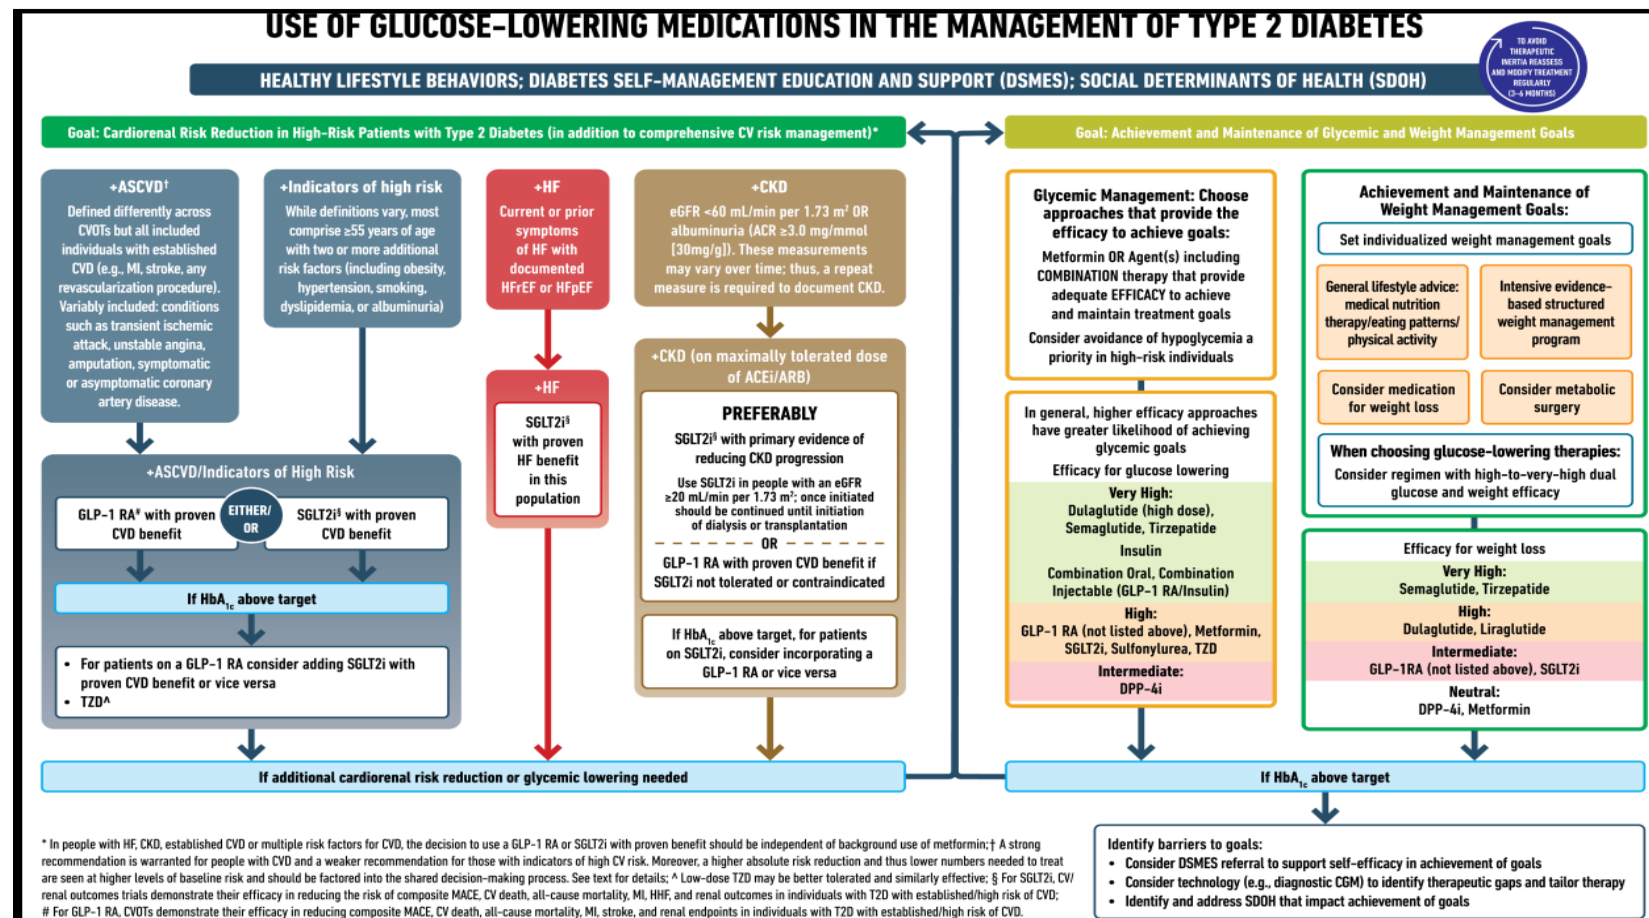 USE OF GLUCOSE-LOWERING MEDICATIONS IN THE MANAGEMENT OF TYPE 2 DIABETES
TO AVOID
THERAPEUTIC
INERTIA REASSESS
AND MODIFY TREATMENT
REGULARLY
(3-6 MONTHS)
HEALTHY LIFESTYLE BEHAVIORS; DIABETES SELF-MANAGEMENT EDUCATION AND SUPPORT (DSMES); SOCIAL DETERMINANTS OF HEALTH (SDOH)
Goal: Cardiorenal Risk Reduction in High-Risk Patients with Type 2 Diabetes (in addition to comprehensive CV risk management)*
+ASCVD†
Defined differently across
CVOTs but all included
individuals with established
CVD (e.g., MI, stroke, any
revascularization procedure).
Variably included: conditions
such as transient ischemic
attack, unstable angina,
amputation, symptomatic
or asymptomatic coronary
artery disease.
+Indicators of high risk
While definitions vary, most
comprise ≥55 years of age
with two or more additional
risk factors (including obesity,
hypertension, smoking,
dyslipidemia, or albuminuria)
+ASCVD/Indicators of High Risk
GLP-1 RA# with proven
CVD benefit
EITHER/
OR
SGLT2i§ with proven
CVD benefit
If HbA1c above target
• For patients on a GLP-1 RA consider adding SGLT2i with
proven CVD benefit or vice versa
• TZD^
+HF
Current or prior
symptoms
of HF with
documented
HFrEF or HFpEF
+HF
SGLT2i§
with proven
HF benefit
in this
population
+CKD
eGFR <60 mL/min per 1.73 m² OR
albuminuria (ACR ≥3.0 mg/mmol
[30mg/g]). These measurements
may vary over time; thus, a repeat
measure is required to document CKD.
+CKD (on maximally tolerated dose
of ACEi/ARB)
PREFERABLY
SGLT2i§ with primary evidence of
reducing CKD progression
Use SGLT2i in people with an eGFR
≥20 mL/min per 1.73 m²; once initiated
should be continued until initiation
of dialysis or transplantation
OR
GLP-1 RA with proven CVD benefit if
SGLT2i not tolerated or contraindicated
If HbA1c above target, for patients
on SGLT2i, consider incorporating a
GLP-1 RA or vice versa
If additional cardiorenal risk reduction or glycemic lowering needed
Goal: Achievement and Maintenance of Glycemic and Weight Management Goals
Glycemic Management: Choose
approaches that provide the
efficacy to achieve goals:
Metformin OR Agent(s) including
COMBINATION therapy that provide
adequate EFFICACY to achieve
and maintain treatment goals
Consider avoidance of hypoglycemia a
priority in high-risk individuals
In general, higher efficacy approaches
have greater likelihood of achieving
glycemic goals
Efficacy for glucose lowering
Very High:
Dulaglutide (high dose),
Semaglutide, Tirzepatide
Insulin
Combination Oral, Combination
Injectable (GLP-1 RA/Insulin)
High:
GLP-1 RA (not listed above), Metformin,
SGLT2i, Sulfonylurea, TZD
Intermediate:
DPP-4i
Achievement and Maintenance of
Weight Management Goals:
Set individualized weight management goals
General lifestyle advice:
medical nutrition
therapy/eating patterns/
physical activity
Intensive evidence-
based structured
weight management
program
Consider medication
for weight loss
Consider metabolic
surgery
When choosing glucose-lowering therapies:
Consider regimen with high-to-very-high dual
glucose and weight efficacy
Efficacy for weight loss
Very High:
Semaglutide, Tirzepatide
High:
Dulaglutide, Liraglutide
Intermediate:
GLP-1RA (not listed above), SGLT2i
Neutral:
DPP-4i, Metformin
If HbA1c above target
Identify barriers to goals:
• Consider DSMES referral to support self-efficacy in achievement of goals
• Consider technology (e.g., diagnostic CGM) to identify therapeutic gaps and tailor therapy
• Identify and address SDOH that impact achievement of goals
* In people with HF, CKD, established CVD or multiple risk factors for CVD, the decision to use a GLP-1 RA or SGLT2i with proven benefit should be independent of background use of metformin;† A strong
recommendation is warranted for people with CVD and a weaker recommendation for those with indicators of high CV risk. Moreover, a higher absolute risk reduction and thus lower numbers needed to treat
are seen at higher levels of baseline risk and should be factored into the shared decision-making process. See text for details; ^ Low-dose TZD may be better tolerated and similarly effective; § For SGLT2i, CV/
renal outcomes trials demonstrate their efficacy in reducing the risk of composite MACE, CV death, all-cause mortality, MI, HHF, and renal outcomes in individuals with T2D with established/high risk of CVD;
# For GLP-1 RA, CVOTs demonstrate their efficacy in reducing composite MACE, CV death, all-cause mortality, MI, stroke, and renal endpoints in individuals with T2D with established/high risk of CVD.